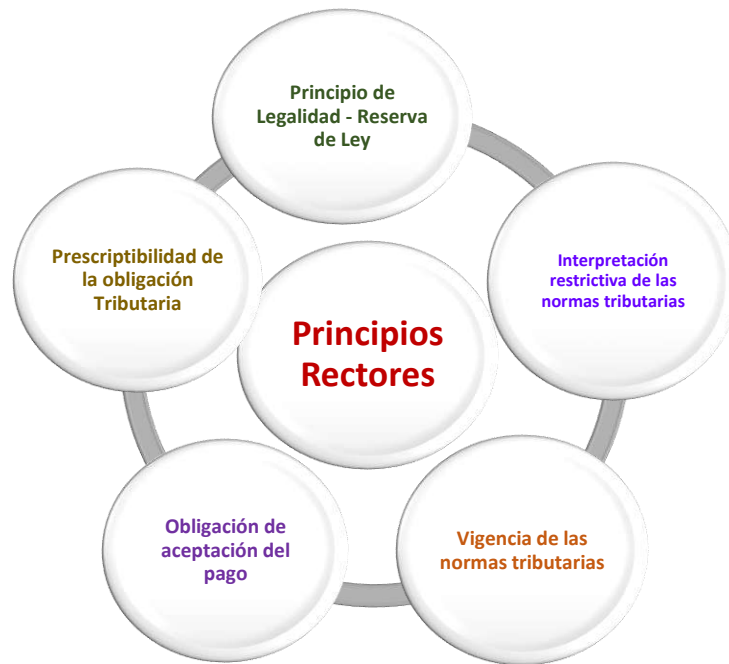 Principio de
Legalidad - Reserva
de Ley
Prescriptibilidad de
la obligación
Tributaria
Interpretación
restrictiva de las
normas tributarias
Principios
Rectores
Obligación de
aceptación del
pago
Vigencia de las
normas tributarias